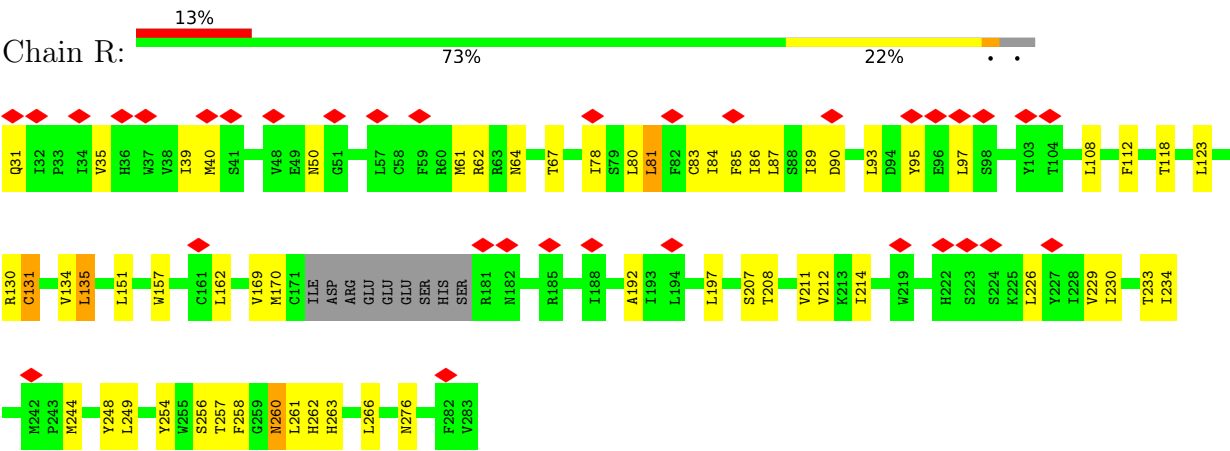 13%
Chain R:
73% 22% • •
Q31 I32 P33 I34 V35 H36 W37 V38 I39 M40 S41 V48 E49 N50 G51 L57 C58 F59 R60 M61 R62 R63 N64 T67 I78 S79 L80 L81 F82 C83 I84 F85 I86 L87 S88 I89 D90 L93 D94 Y95 E96 L97 S98 Y103 T104 L108 F112 T118 L123
R130 C131 V134 L135 L151 W157 C161 L162 V169 M170 C171 ILE ASP ARG GLU GLU GLU SER HIS SER R181 N182 R185 I188 A192 I193 L194 L197 S207 T208 V211 V212 K213 I214 W219 H222 S223 S224 K225 L226 Y227 I228 V229 I230 T233 I234
M242 P243 M244 Y248 L249 Y254 W255 S256 T257 F258 G259 N260 L261 H262 H263 L266 N276 F282 V283